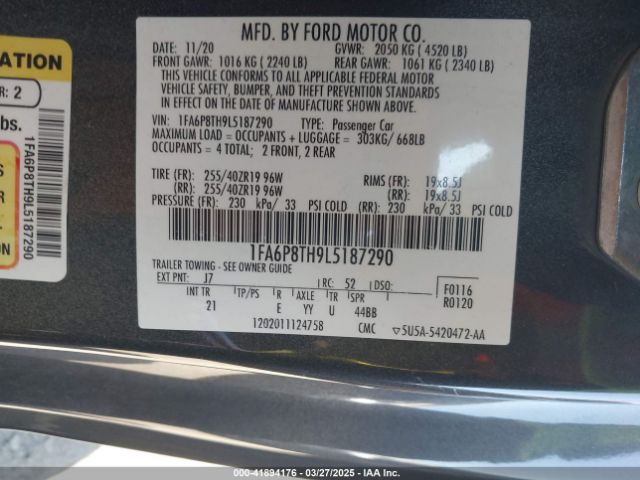 MFD. BY FORD MOTOR CO.
DATE: 11/20 GVWR: 2050 KG ( 4520 LB)
FRONT GAWR: 1016 KG ( 2240 LB) REAR GAWR: 1061 KG ( 2340 LB)
THIS VEHICLE CONFORMS TO ALL APPLICABLE FEDERAL MOTOR
VEHICLE SAFETY, BUMPER, AND THEFT PREVENTION STANDARDS
IN EFFECT ON THE DATE OF MANUFACTURE SHOWN ABOVE.
VIN: 1FA6P8TH9L5187290 TYPE: Passenger Car
MAXIMUM LOAD = OCCUPANTS + LUGGAGE = 303KG/ 668LB
OCCUPANTS = 4 TOTAL; 2 FRONT, 2 REAR
TIRE (FR): 255/40ZR19 96W RIMS (FR): 19x8.5J
(RR): 255/40ZR19 96W (RR): 19x8.5J
PRESSURE (FR): 230 kPa/ 33 PSI COLD (RR): 230 kPa/ 33 PSI COLD
1FA6P8TH9L5187290
TRAILER TOWING - SEE OWNER GUIDE
EXT PNT: J7 RC: 52 DSO: F0116
INT TR TP/PS R AXLE TR SPR R0120
21 E YY U 44BB
1202011124758 CMC ▽5U5A-5420472-AA
ATION
R: 2
lbs.
1FA6P8TH9L5187290
IAA - 41894176 | 03/27/2025 - IAA Inc.